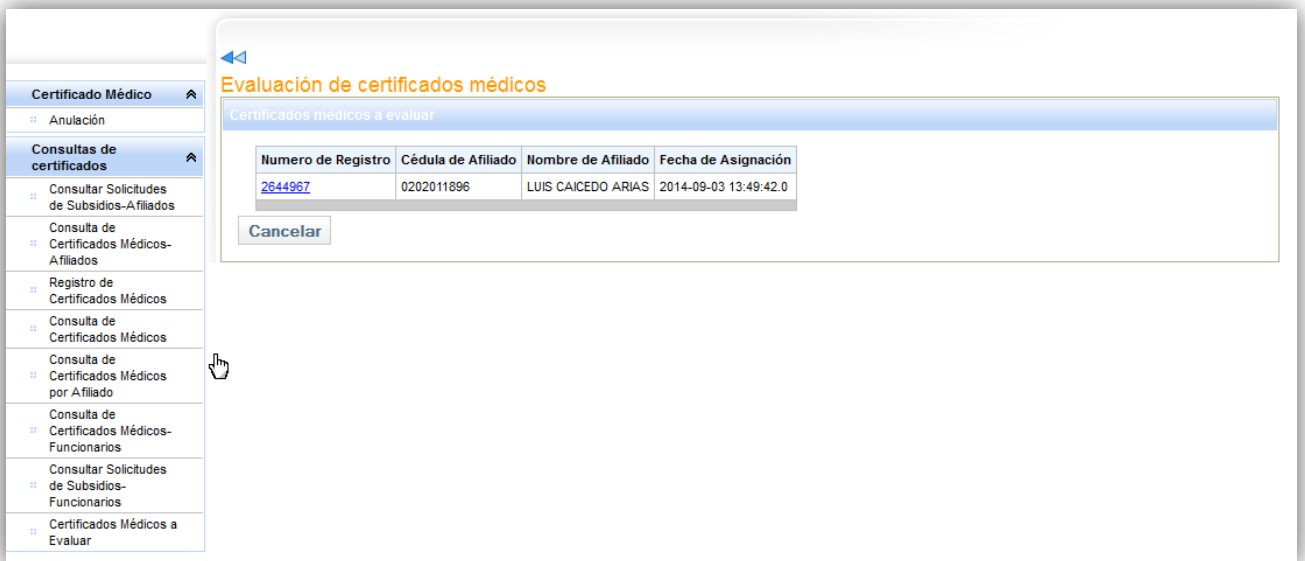 Certificado Médico
Anulación
Consultas de
certificados
Consultar Solicitudes
de Subsidios-Afiliados
Consulta de
Certificados Médicos-
Afiliados
Registro de
Certificados Médicos
Consulta de
Certificados Médicos
Consulta de
Certificados Médicos
por Afiliado
Consulta de
Certificados Médicos-
Funcionarios
Consultar Solicitudes
de Subsidios-
Funcionarios
Certificados Médicos a
Evaluar
Evaluación de certificados médicos
Certificados médicos a evaluar
Numero de Registro Cédula de Afiliado Nombre de Afiliado Fecha de Asignación
2644967 0202011896 LUIS CAICEDO ARIAS 2014-09-03 13:49:42.0
Cancelar